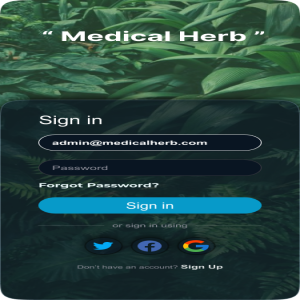 “ Medical Herb ”
Sign in
admin@medicalherb.com
Password
Forgot Password?
Sign in
or sign in using
Don't have an account? Sign Up